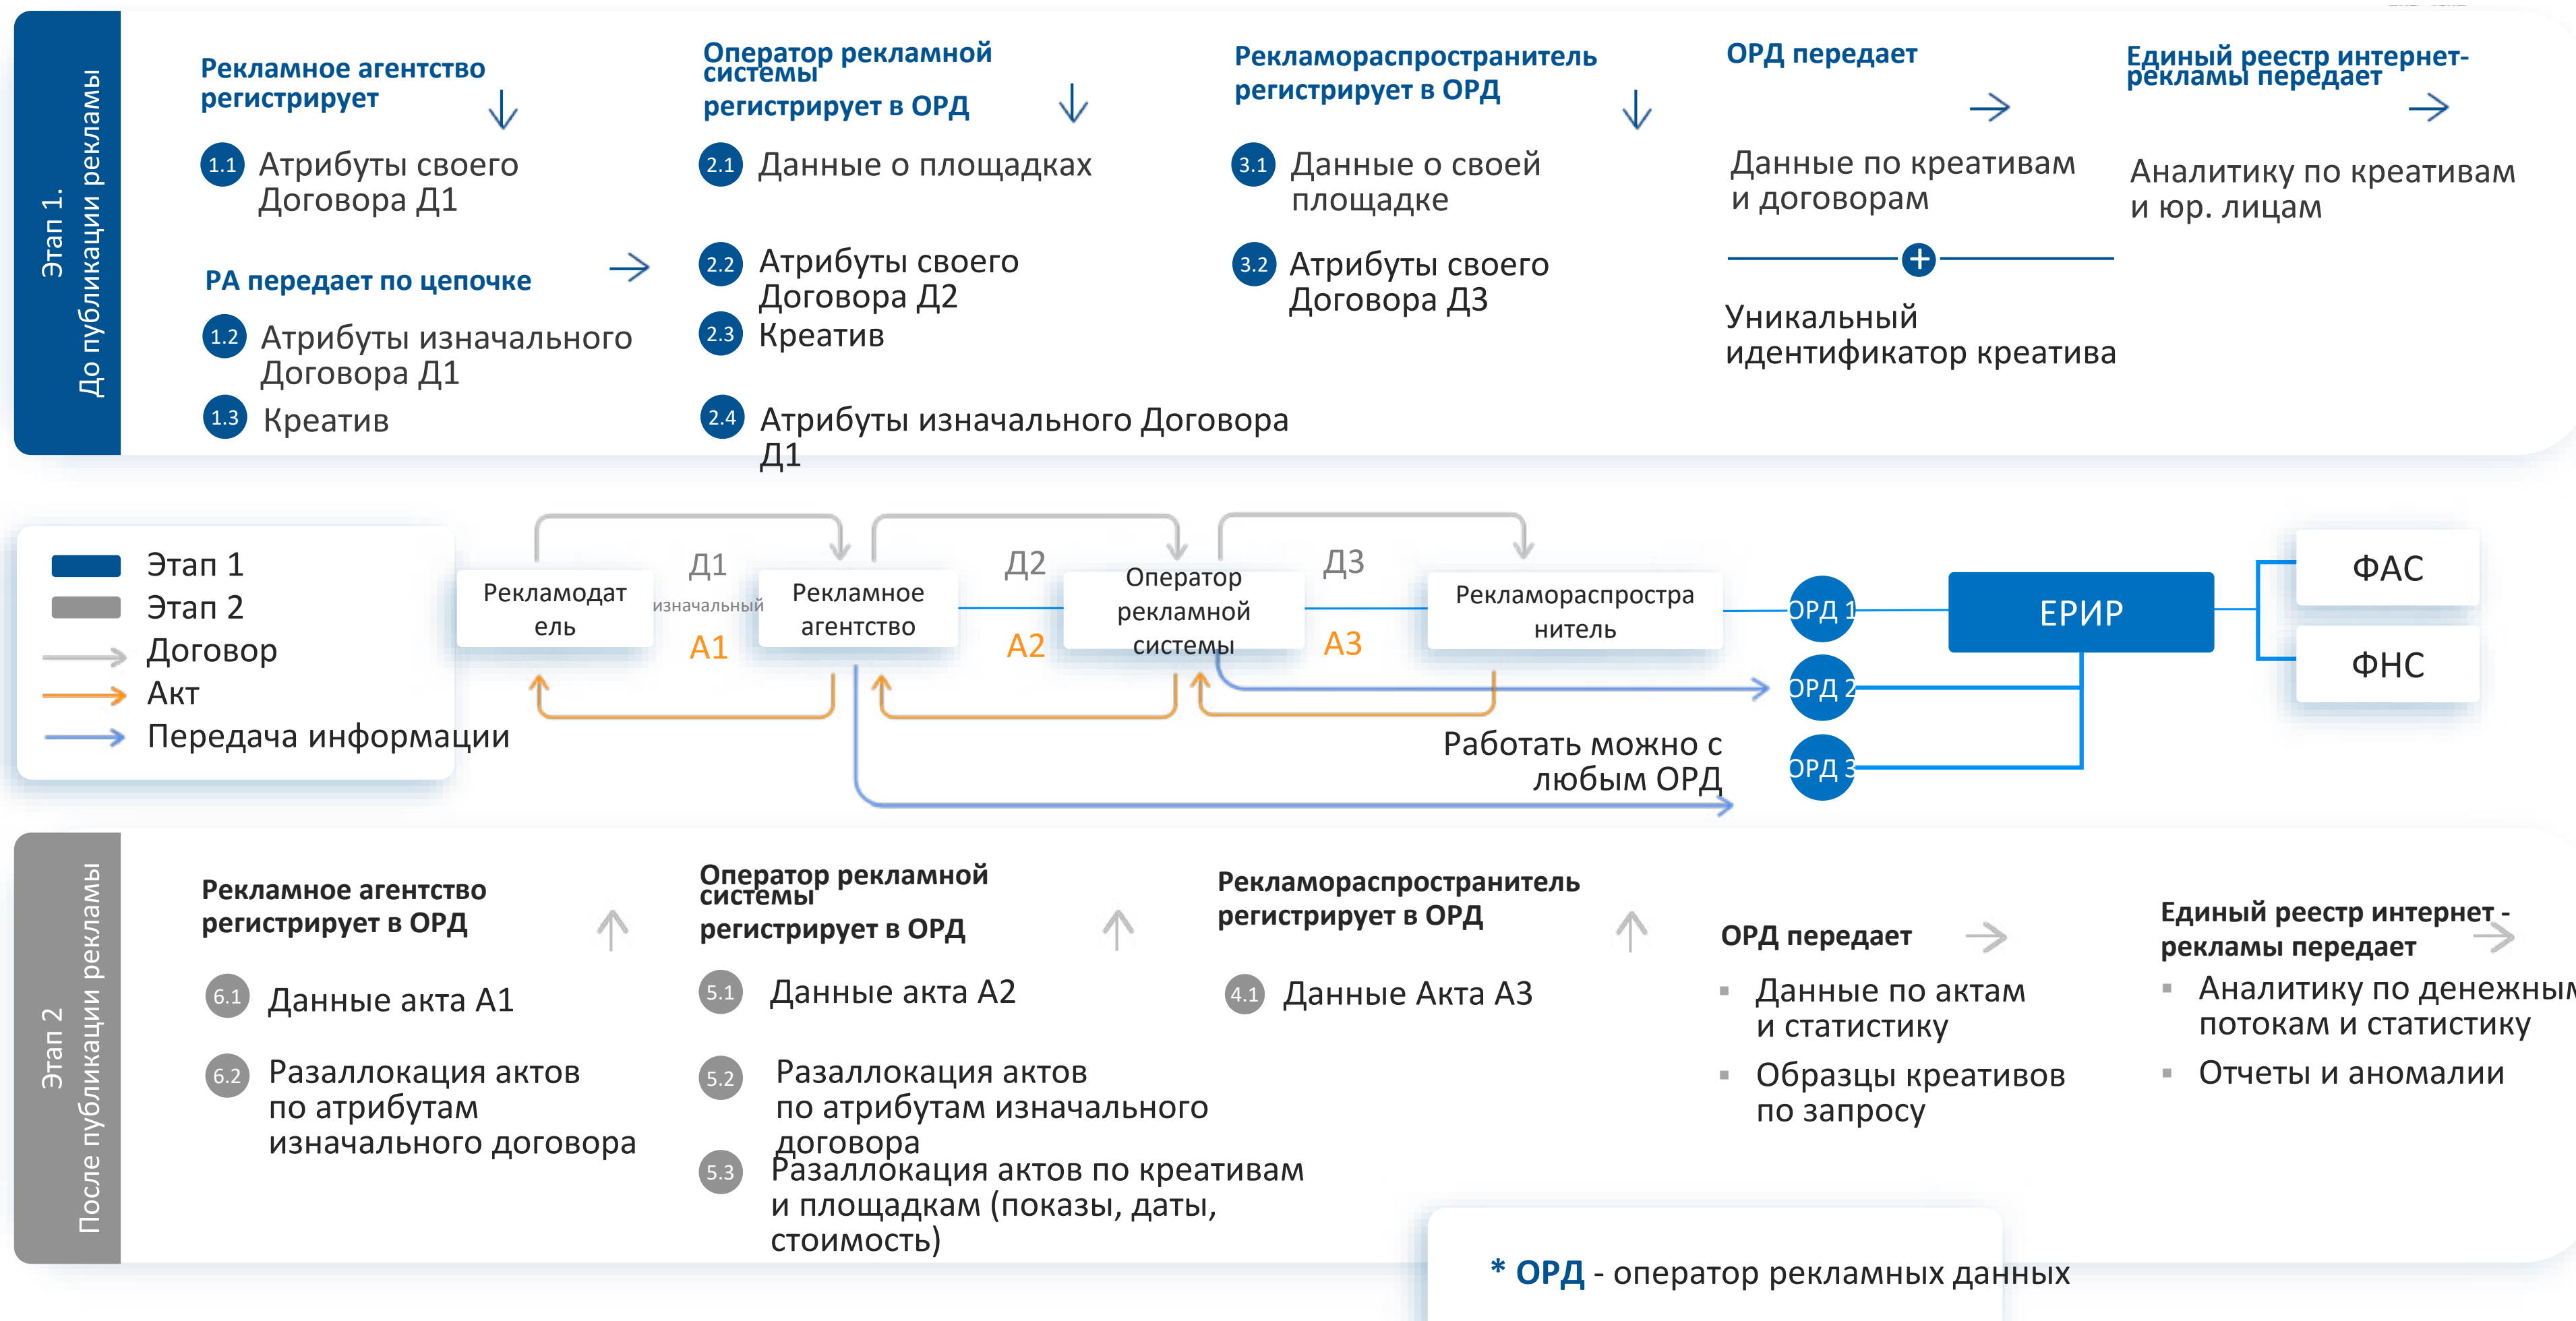 Этап 1.
До публикации рекламы
Рекламное агентство
регистрирует
1.1 Атрибуты своего
Договора Д1
РА передает по цепочке
1.2 Атрибуты изначального
Договора Д1
1.3 Креатив
Оператор рекламной
системы
регистрирует в ОРД
2.1 Данные о площадках
2.2 Атрибуты своего
Договора Д2
2.3 Креатив
2.4 Атрибуты изначального Договора
Д1
Рекламораспространитель
регистрирует в ОРД
3.1 Данные о своей
площадке
3.2 Атрибуты своего
Договора Д3
ОРД передает
Данные по креативам
и договорам
Уникальный
идентификатор креатива
Единый реестр интернет-
рекламы передает
Аналитику по креативам
и юр. лицам
Этап 1
Этап 2
Договор
Акт
Передача информации
Рекламодат
ель
Д1
изначальный
А1
Рекламное
агентство
Д2
А2
Оператор
рекламной
системы
Д3
А3
Рекламораспростра
нитель
ОРД 1
ОРД 2
ОРД 3
Работать можно с
любым ОРД
ЕРИР
ФАС
ФНС
Этап 2
После публикации рекламы
Рекламное агентство
регистрирует в ОРД
6.1 Данные акта А1
6.2 Разаллокация актов
по атрибутам
изначального договора
Оператор рекламной
системы
регистрирует в ОРД
5.1 Данные акта А2
5.2 Разаллокация актов
по атрибутам изначального
договора
5.3 Разаллокация актов по креативам
и площадкам (показы, даты,
стоимость)
Рекламораспространитель
регистрирует в ОРД
4.1 Данные Акта А3
ОРД передает
Данные по актам
и статистику
Образцы креативов
по запросу
Единый реестр интернет -
рекламы передает
Аналитику по денежным
потокам и статистику
Отчеты и аномалии
* ОРД - оператор рекламных данных